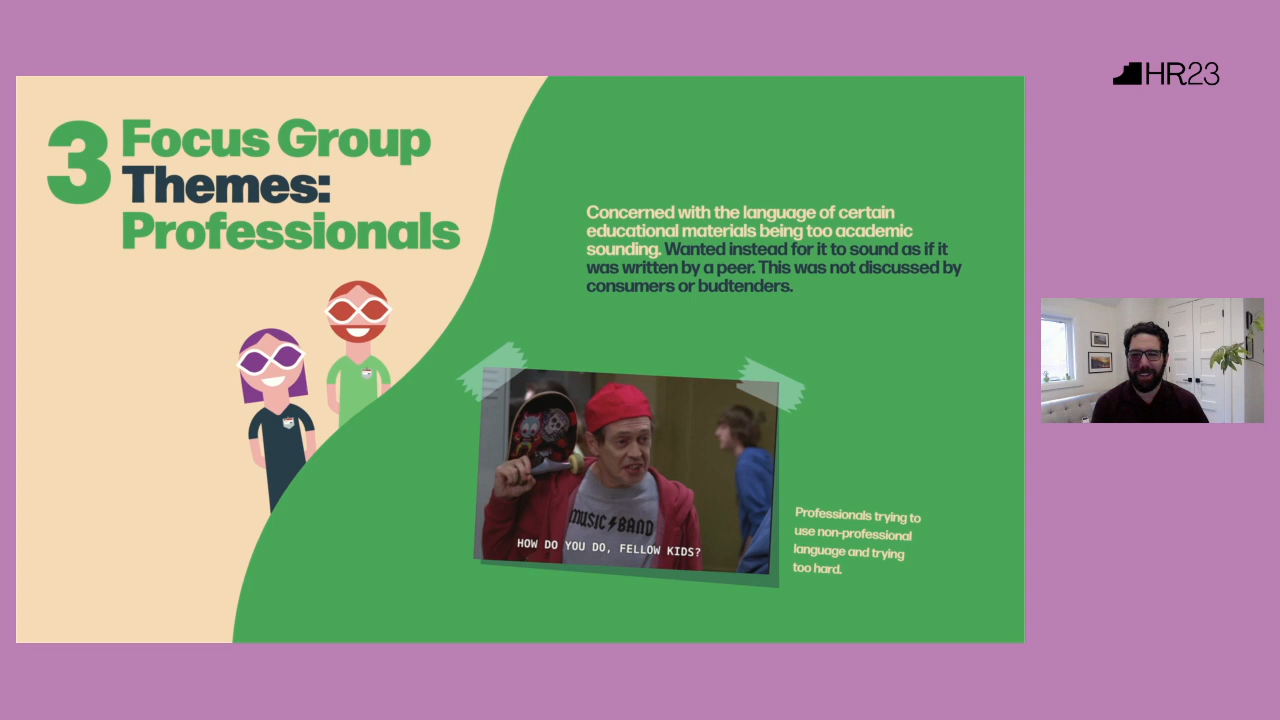 HR23
3 Focus Group
Themes:
Professionals
Concerned with the language of certain
educational materials being too academic
sounding. Wanted instead for it to sound as if it
was written by a peer. This was not discussed by
consumers or budtenders.
MUSIC BAND
HOW DO YOU DO, FELLOW KIDS?
Professionals trying to
use non-professional
language and trying
too hard.